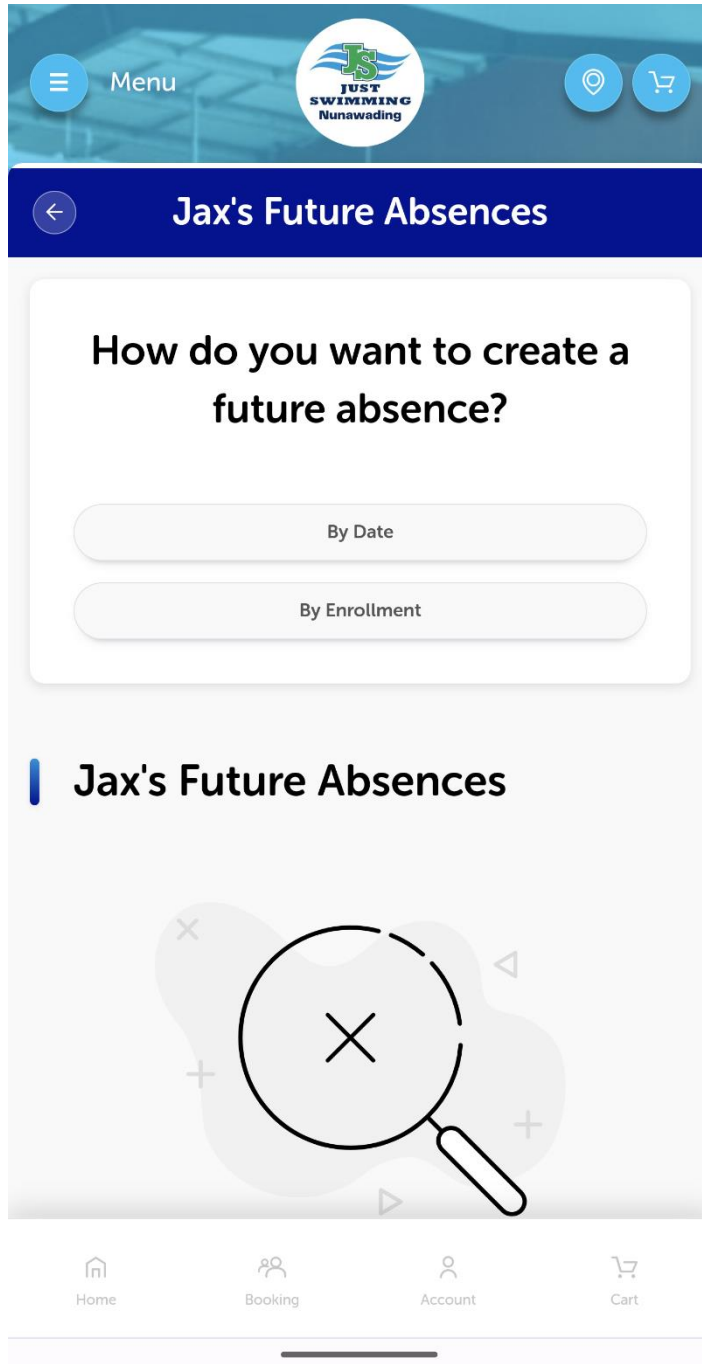 Menu
JS
JUST
SWIMMING
Nunawading
Jax's Future Absences
How do you want to create a
future absence?
By Date
By Enrollment
Jax's Future Absences
Home
Booking
Account
Cart